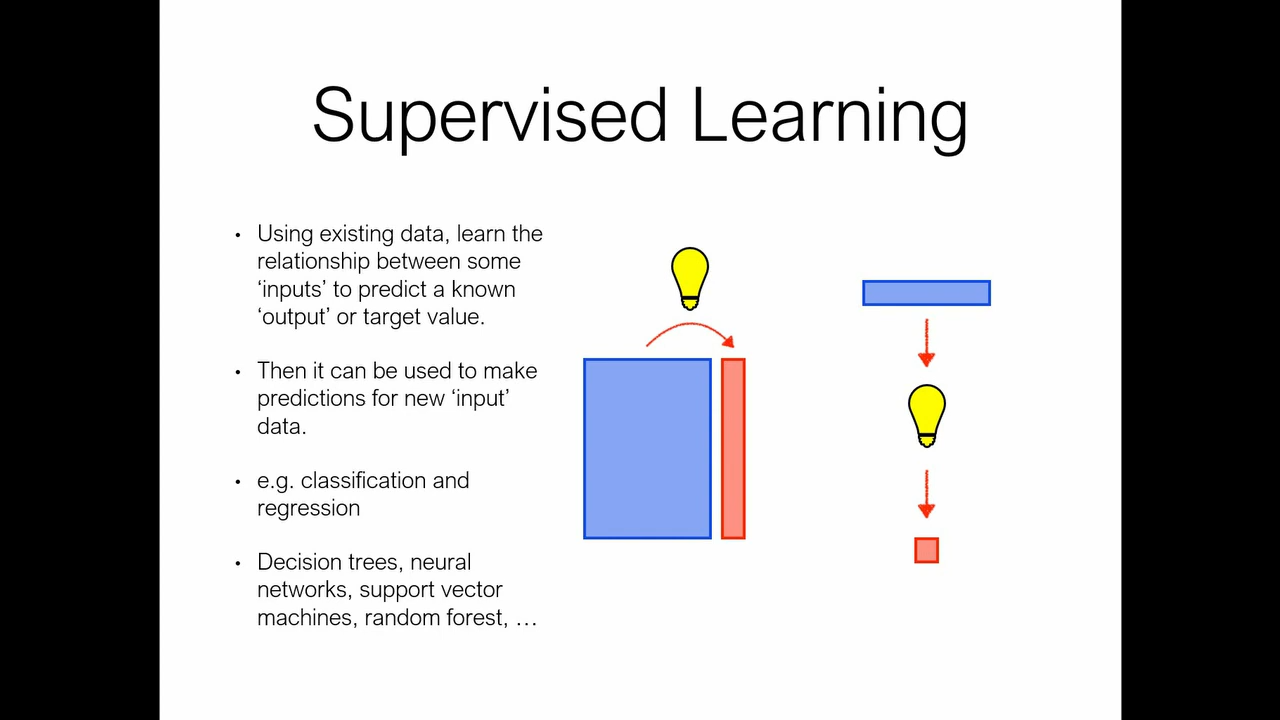 Supervised Learning
• Using existing data, learn the
relationship between some
‘inputs’ to predict a known
‘output’ or target value.
• Then it can be used to make
predictions for new ‘input’
data.
• e.g. classification and
regression
• Decision trees, neural
networks, support vector
machines, random forest, …